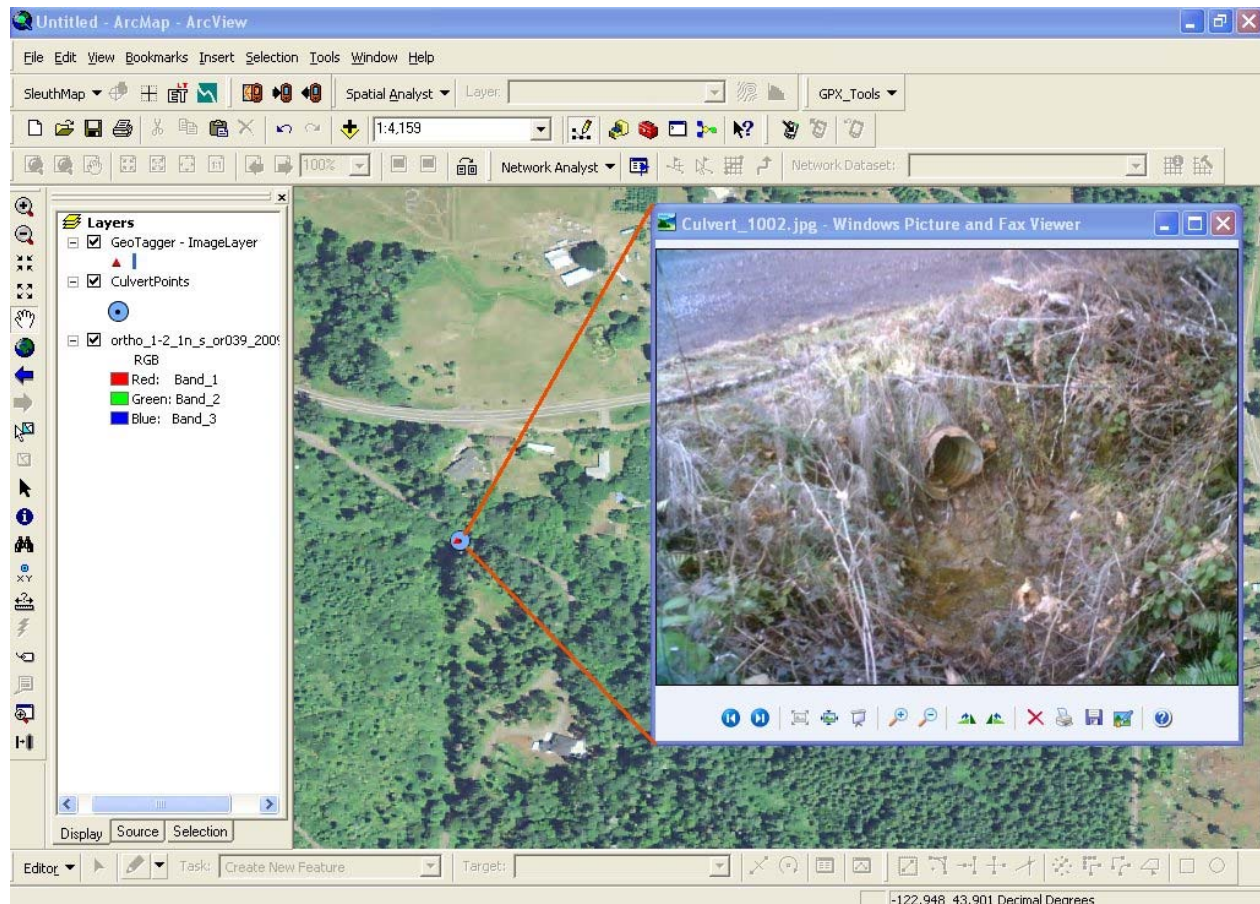 Untitled - ArcMap - ArcView
File Edit View Bookmarks Insert Selection Tools Window Help
SleuthMap Spatial Analyst Layer: GPX_Tools
1:4,159
100% Network Analyst Network Dataset:
Layers
GeoTagger - ImageLayer
CulvertPoints
ortho_1-2_1n_s_or039_2009
RGB
Red: Band_1
Green: Band_2
Blue: Band_3
Culvert_1002.jpg - Windows Picture and Fax Viewer
Display Source Selection
Editor Task: Create New Feature Target:
-122.948 43.901 Decimal Degrees